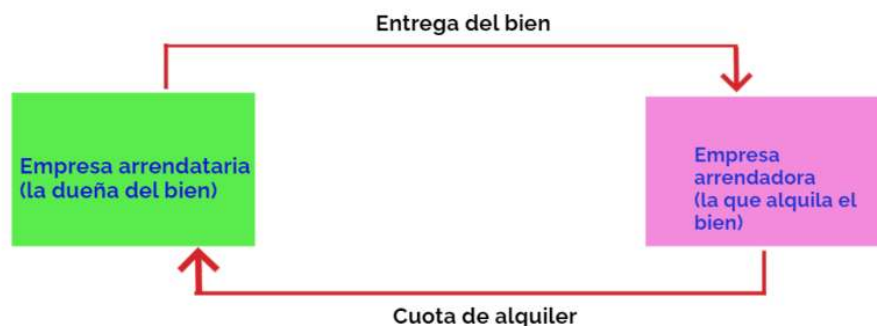 Entrega del bien
Empresa arrendataria
(la dueña del bien)
Empresa
arrendadora
(la que alquila el
bien)
Cuota de alquiler